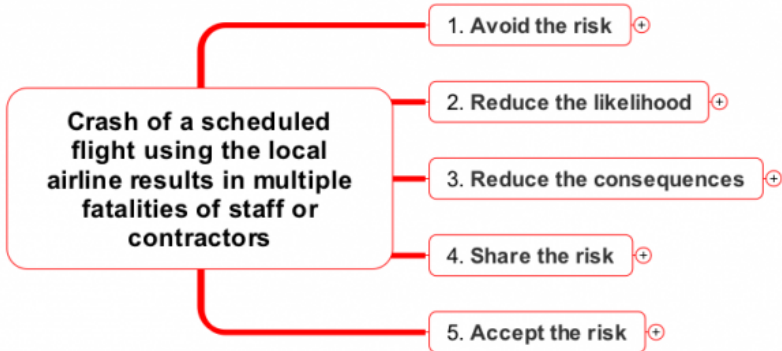 Crash of a scheduled
flight using the local
airline results in multiple
fatalities of staff or
contractors
1. Avoid the risk
2. Reduce the likelihood
3. Reduce the consequences
4. Share the risk
5. Accept the risk